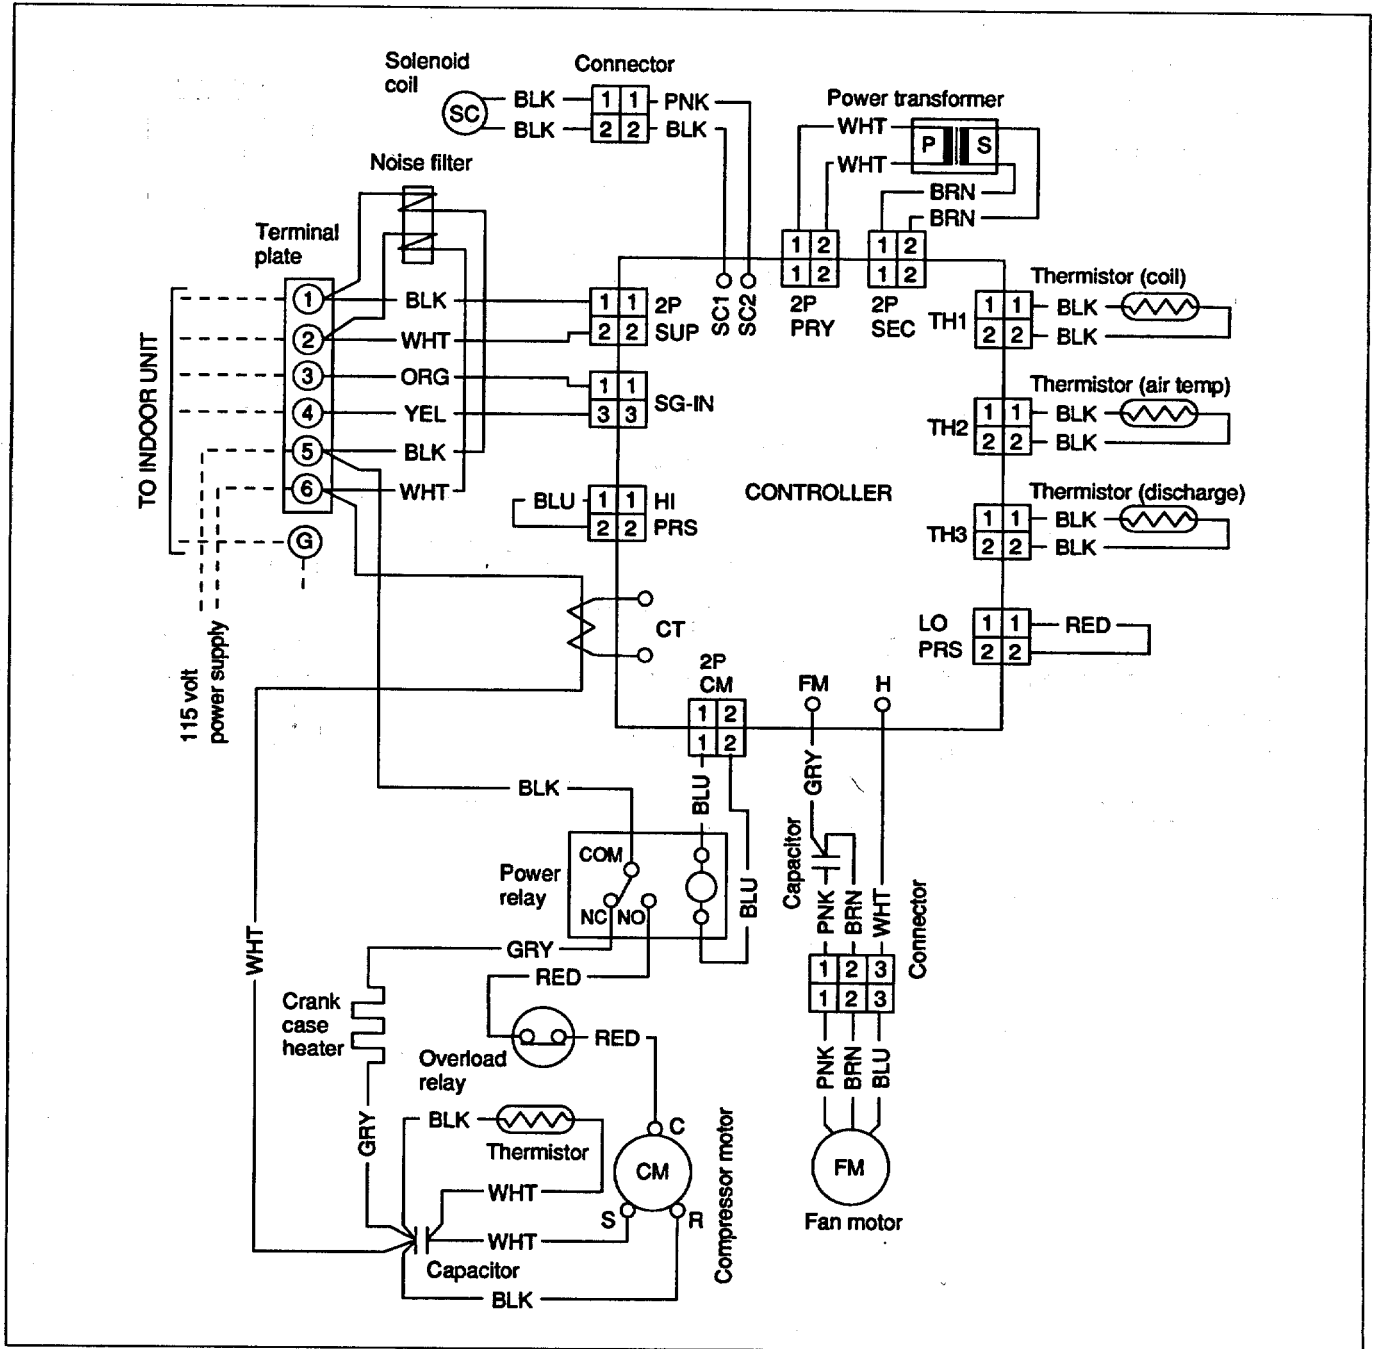 Solenoid
coil
Connector
SC
BLK
BLK
1 1
2 2
PNK
BLK
Power transformer
WHT
WHT
P S
BRN
BRN
Noise filter
Terminal
plate
1
2
3
4
5
6
G
TO INDOOR UNIT
115 volt
power supply
BLK
WHT
ORG
YEL
BLK
WHT
1 1
2 2
2P
SUP
1 1
3 3
SG-IN
BLU
1 1
2 2
HI
PRS
SC1
SC2
1 2
1 2
2P
PRY
1 2
1 2
2P
SEC
Thermistor (coil)
TH1
1 1
2 2
BLK
BLK
Thermistor (air temp)
TH2
1 1
2 2
BLK
BLK
CONTROLLER
Thermistor (discharge)
TH3
1 1
2 2
BLK
BLK
LO
PRS
1 1
2 2
RED
CT
2P
CM
1 2
1 2
FM
H
BLK
BLU
GRY
Capacitor
Power
relay
COM
NC
NO
BLU
PNK
BRN
WHT
Connector
1 2 3
1 2 3
PNK
BRN
BLU
FM
Fan motor
WHT
GRY
RED
Crank
case
heater
Overload
relay
RED
GRY
BLK
Thermistor
WHT
C
CM
S
R
Compressor motor
WHT
Capacitor
BLK